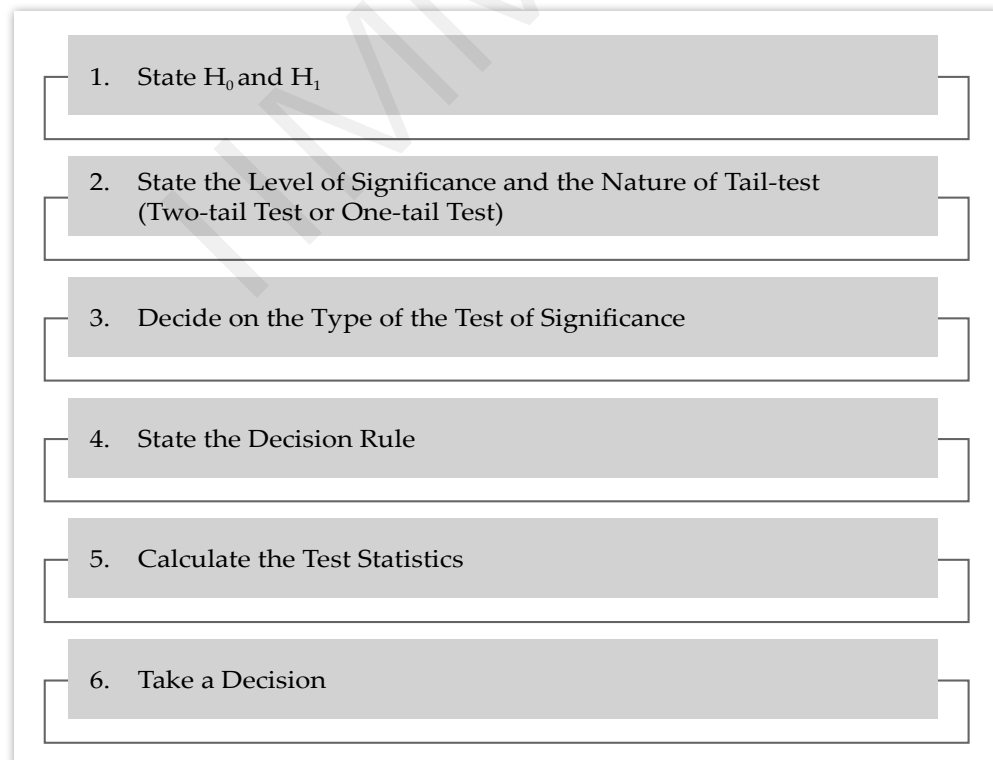 1. State H₀ and H₁
2. State the Level of Significance and the Nature of Tail-test
(Two-tail Test or One-tail Test)
3. Decide on the Type of the Test of Significance
4. State the Decision Rule
5. Calculate the Test Statistics
6. Take a Decision